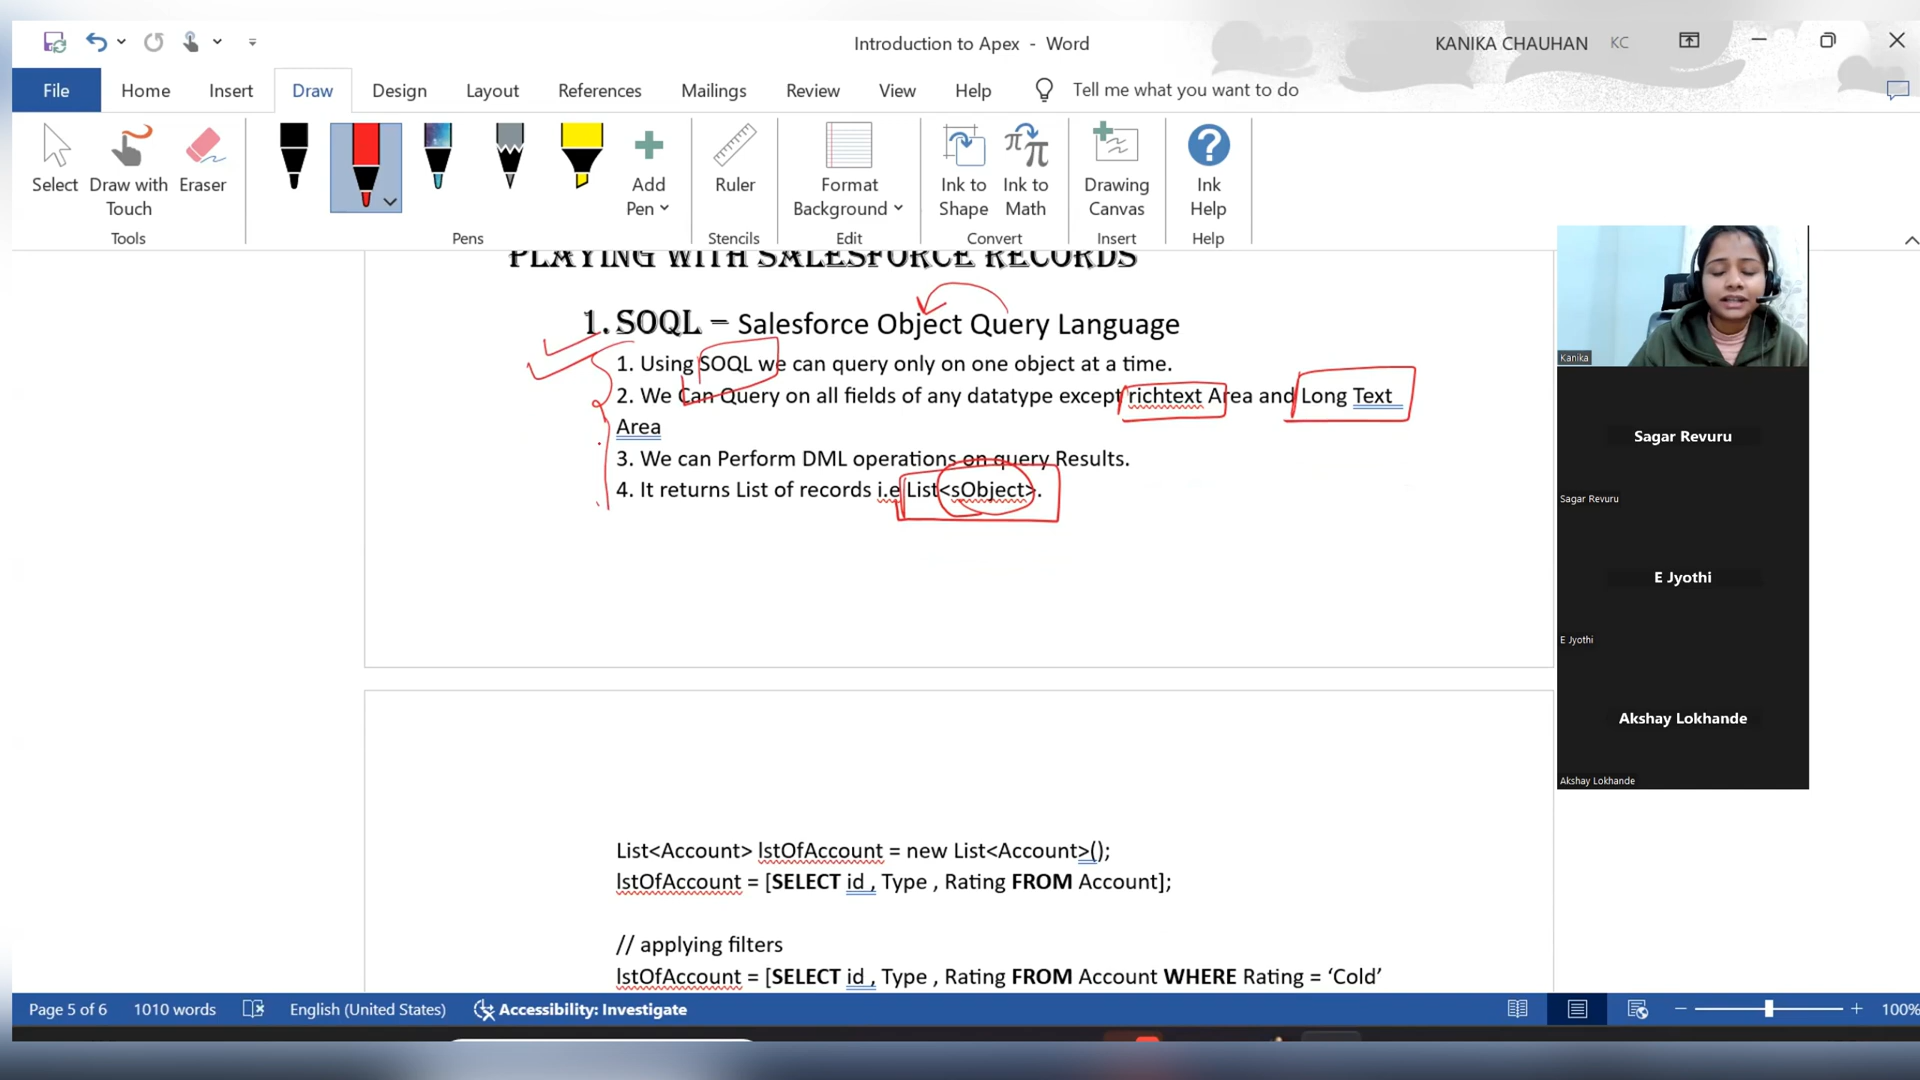 Introduction to Apex - Word
KANIKA CHAUHAN KC
File Home Insert Draw Design Layout References Mailings Review View Help Tell me what you want to do
Select
Draw with Touch
Eraser
Tools
Add Pen
Pens
Ruler
Stencils
Format Background
Edit
Ink to Shape
Ink to Math
Convert
Drawing Canvas
Insert
Ink Help
Help
PLAYING WITH SALESFORCE RECORDS
1. SOQL – Salesforce Object Query Language
1. Using SOQL we can query only on one object at a time.
2. We Can Query on all fields of any datatype except richtext Area and Long Text
Area
3. We can Perform DML operations on query Results.
4. It returns List of records i.e List<sObject>.
List<Account> lstOfAccount = new List<Account>();
lstOfAccount = [SELECT id , Type , Rating FROM Account];
// applying filters
lstOfAccount = [SELECT id , Type , Rating FROM Account WHERE Rating = ‘Cold’
Kanika
Sagar Revuru
Sagar Revuru
E Jyothi
E Jyothi
Akshay Lokhande
Akshay Lokhande
Page 5 of 6 1010 words English (United States) Accessibility: Investigate 100%